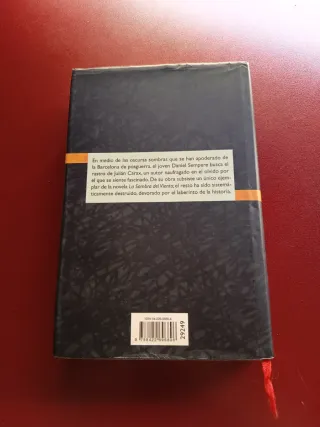 En medio de las oscuras sombras que se han apoderado de
la Barcelona de posguerra, el joven Daniel Sempere busca el
rastro de Julián Carax, un autor naufragado en el olvido por
el que se siente fascinado. De su obra subsiste un único ejem-
plar de la novela La Sombra del Viento; el resto ha sido sistemá-
ticamente destruido, devorado por el laberinto de la historia.
29249